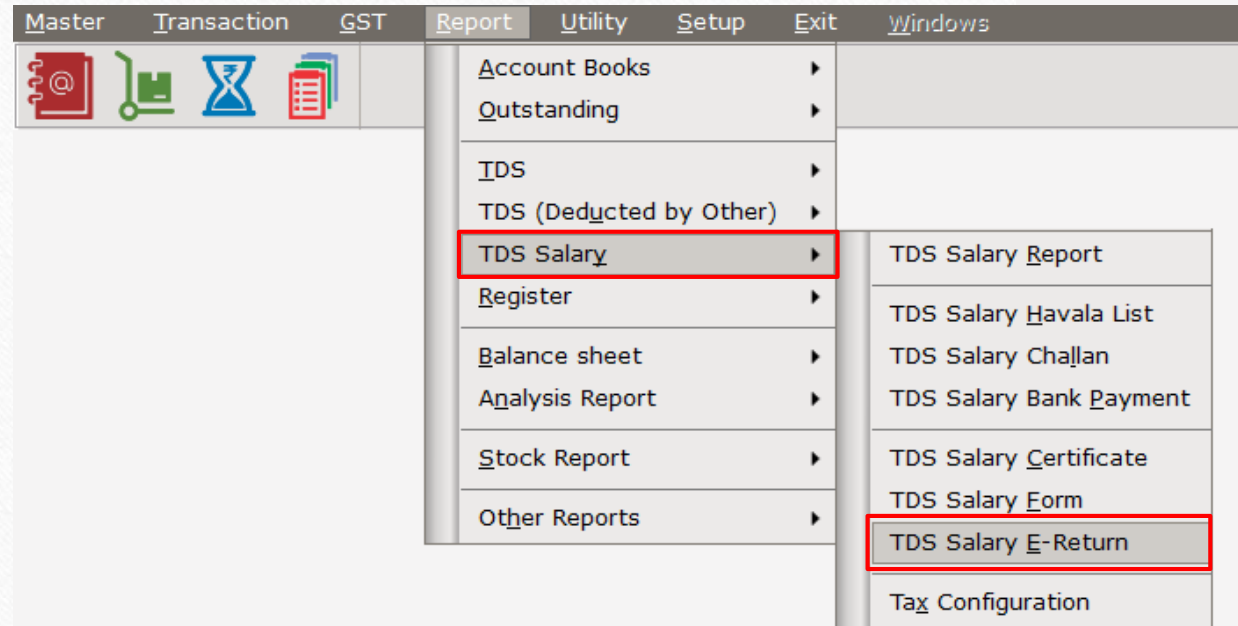 Master Transaction GST Report Utility Setup Exit Windows
Account Books
Outstanding
TDS
TDS (Deducted by Other)
TDS Salary
Register
Balance sheet
Analysis Report
Stock Report
Other Reports
TDS Salary Report
TDS Salary Havala List
TDS Salary Challan
TDS Salary Bank Payment
TDS Salary Certificate
TDS Salary Form
TDS Salary E-Return
Tax Configuration